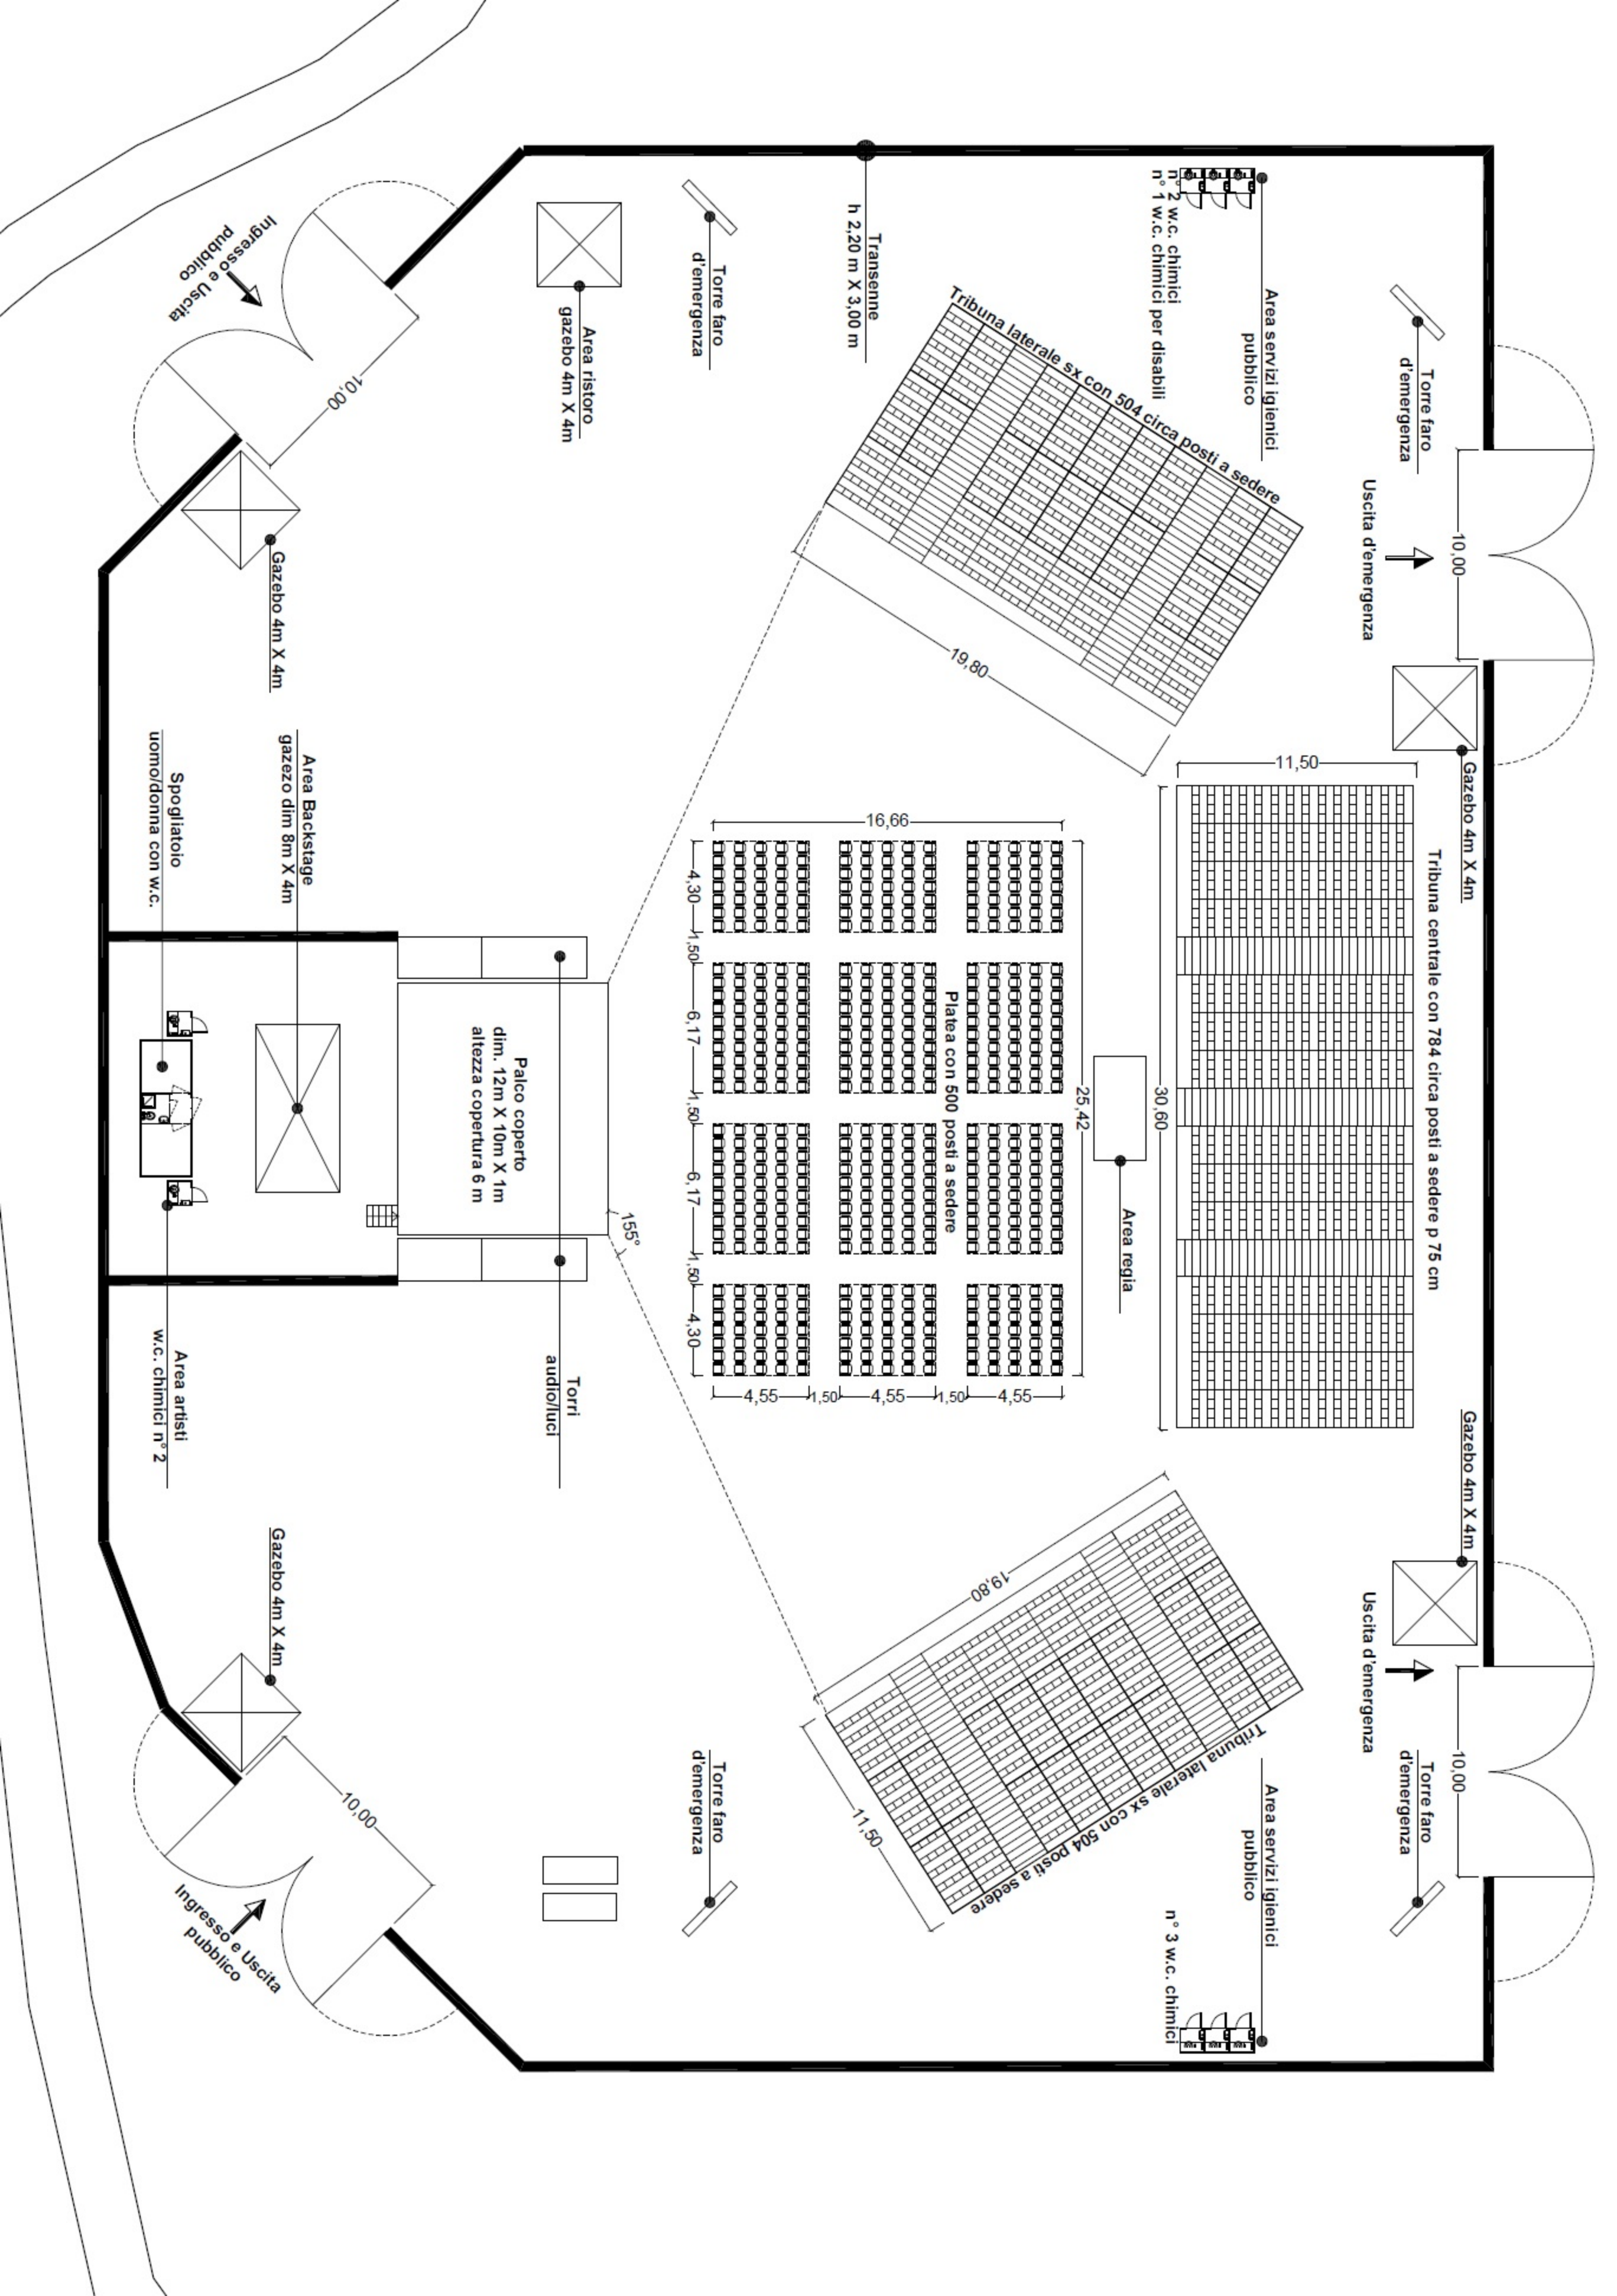 Gazebo 4m X 4m
Gazebo 4m X 4m
10,00
10,00
Tribuna centrale con 784 circa posti a sedere p 75 cm
Torre faro
d'emergenza
Torre faro
d'emergenza
Uscita d'emergenza
Uscita d'emergenza
11,50
Area servizi igienici
pubblico
n° 2 w.c. chimici
n° 1 w.c. chimici per disabili
Area servizi igienici
pubblico
n° 3 w.c. chimici
Tribuna laterale sx con 504 circa posti a sedere
19,80
Tribuna laterale sx con 504 posti a sedere
19,80
11,50
30,60
Area regia
25,42
Platea con 500 posti a sedere
16,66
4,55
1,50
4,55
1,50
4,55
4,30
1,50
6,17
1,50
6,17
1,50
4,30
Transenne
h 2,20 m X 3,00 m
Torre faro
d'emergenza
Torre faro
d'emergenza
155°
Area ristoro
gazebo 4m X 4m
Torri
audio/luci
Palco coperto
dim. 12m X 10m X 1m
altezza copertura 6 m
10,00
10,00
Area Backstage
gazezo dim 8m X 4m
Gazebo 4m X 4m
Gazebo 4m X 4m
Ingresso e Uscita
pubblico
Ingresso e Uscita
pubblico
Spogliatoio
uomo/donna con w.c.
Area artisti
w.c. chimici n° 2